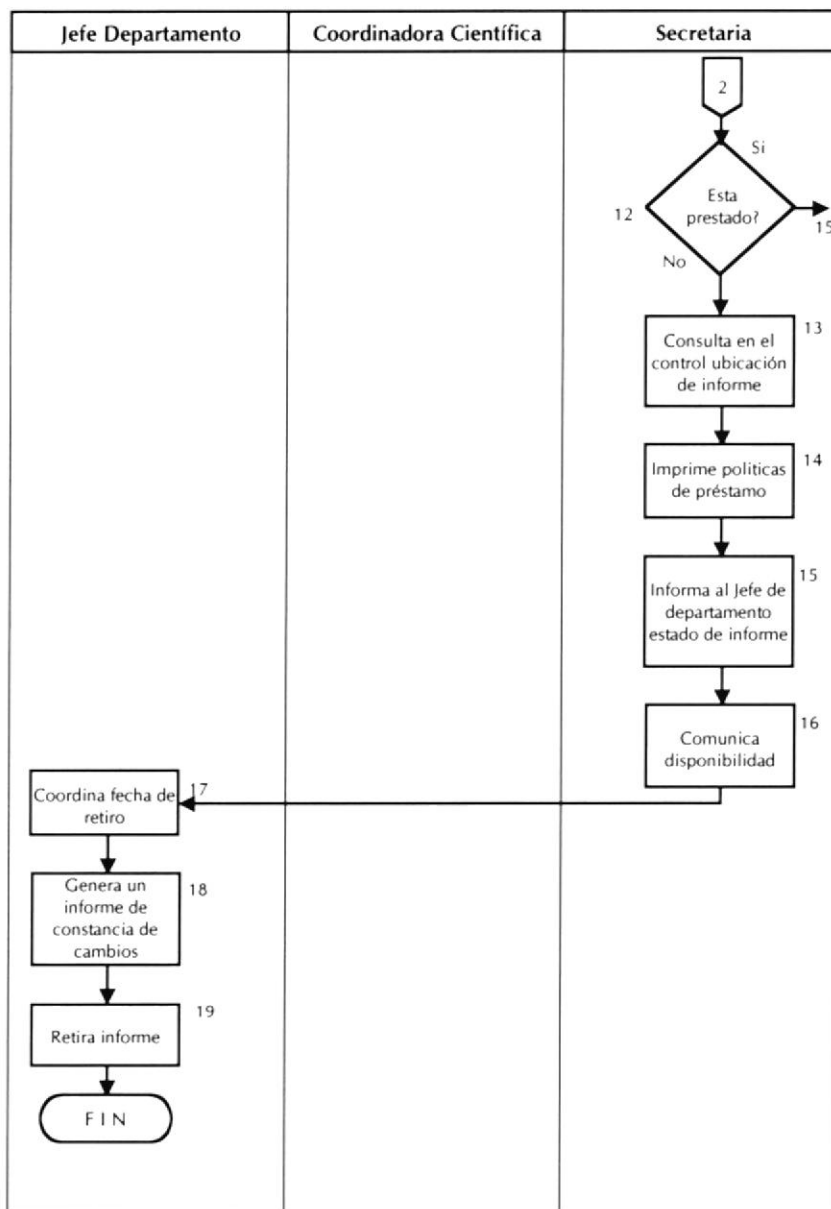 Jefe Departamento
Coordinadora Científica
Secretaria
2
Si
Esta
prestado?
12
15
No
13
Consulta en el
control ubicación
de informe
14
Imprime politicas
de préstamo
15
Informa al Jefe de
departamento
estado de informe
16
Comunica
disponibilidad
17
Coordina fecha de
retiro
18
Genera un
informe de
constancia de
cambios
19
Retira informe
FIN